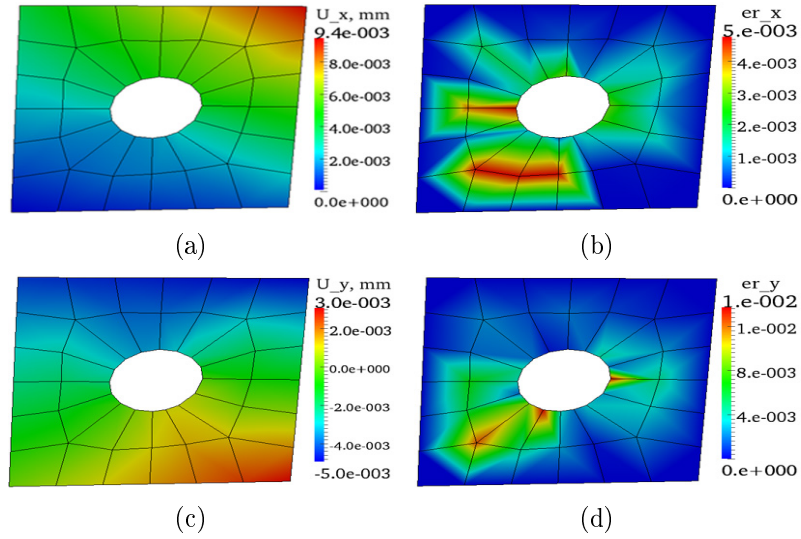 U_x, mm
9.4e-003
8.0e-003
6.0e-003
4.0e-003
2.0e-003
0.0e+000
(a)
er_x
5.e-003
4.e-003
3.e-003
1.e-003
0.e+000
(b)
U_y, mm
3.0e-003
2.0e-003
0.0e+000
-2.0e-003
-4.0e-003
-5.0e-003
(c)
er_y
1.e-002
1.e-002
8.e-003
4.e-003
0.e+000
(d)